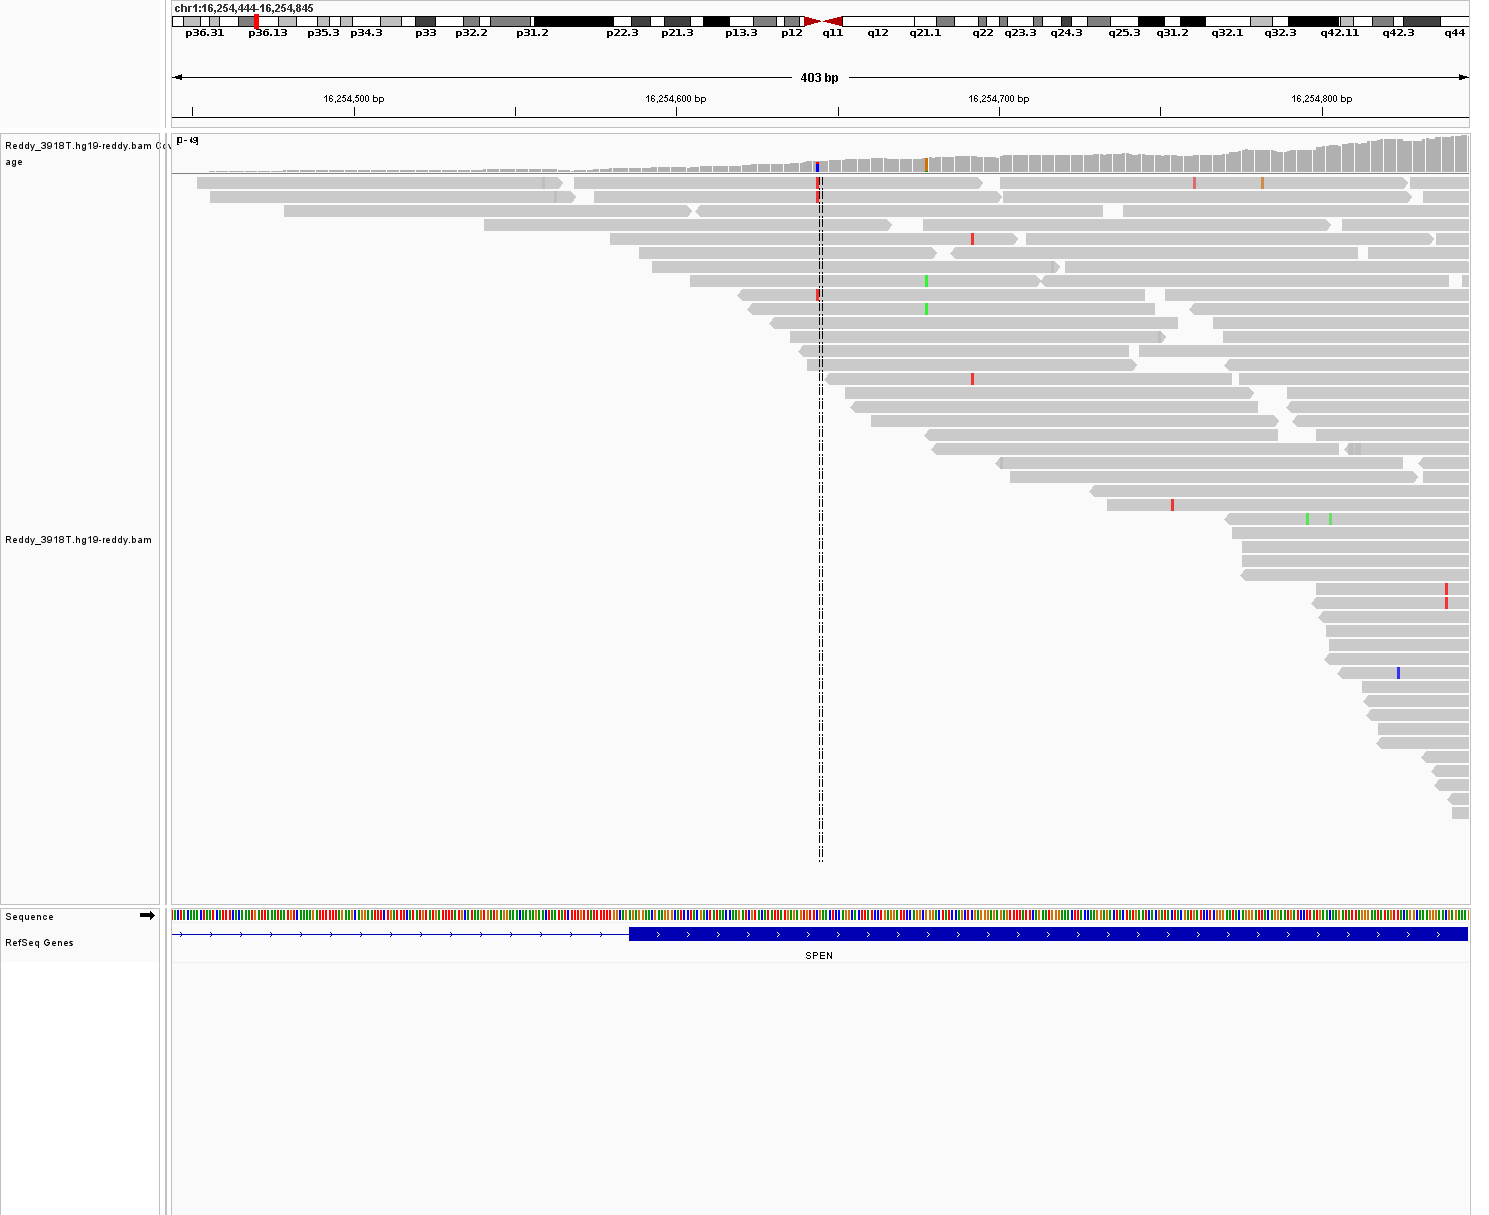 chr1:16,254,444-16,254,845
p36.31 p36.13 p35.3 p34.3 p33 p32.2 p31.2 p22.3 p21.3 p13.3 p12 q11 q12 q21.1 q22 q23.3 q24.3 q25.3 q31.2 q32.1 q32.3 q42.11 q42.3 q44
403 bp
16,254,500 bp 16,254,600 bp 16,254,700 bp 16,254,800 bp
Reddy_3918T.hg19-reddy.bam Cov
age
Reddy_3918T.hg19-reddy.bam
Sequence
RefSeq Genes
SPEN